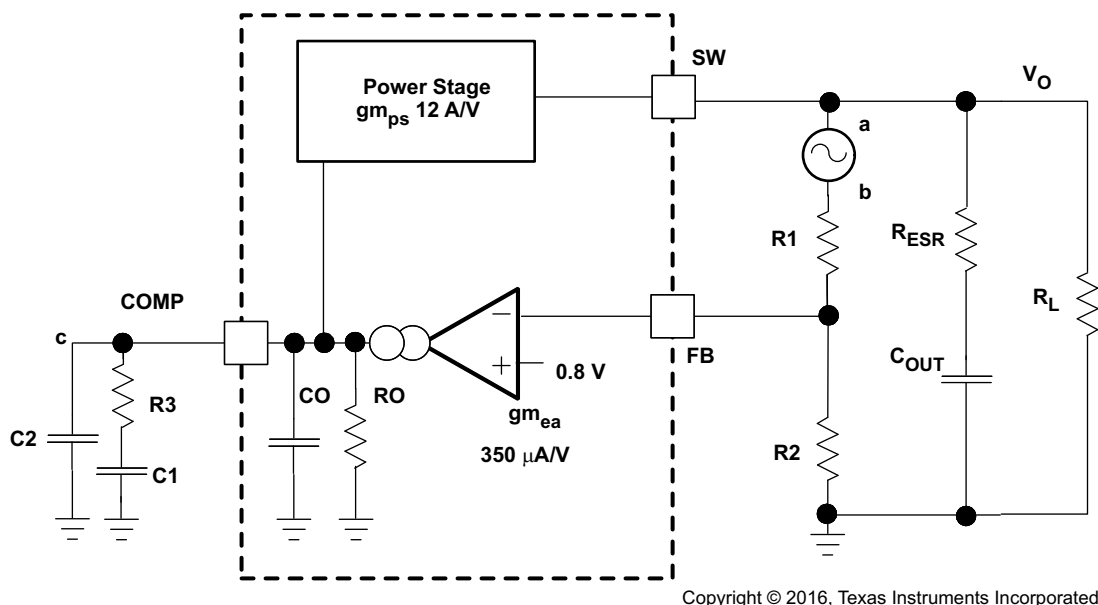 SW
V_O
Power Stage
gm_ps 12 A/V
a
b
R1
R_ESR
R_L
COMP
c
R3
C2
C1
CO
RO
−
+
0.8 V
gm_ea
350 μA/V
FB
C_OUT
R2
Copyright © 2016, Texas Instruments Incorporated